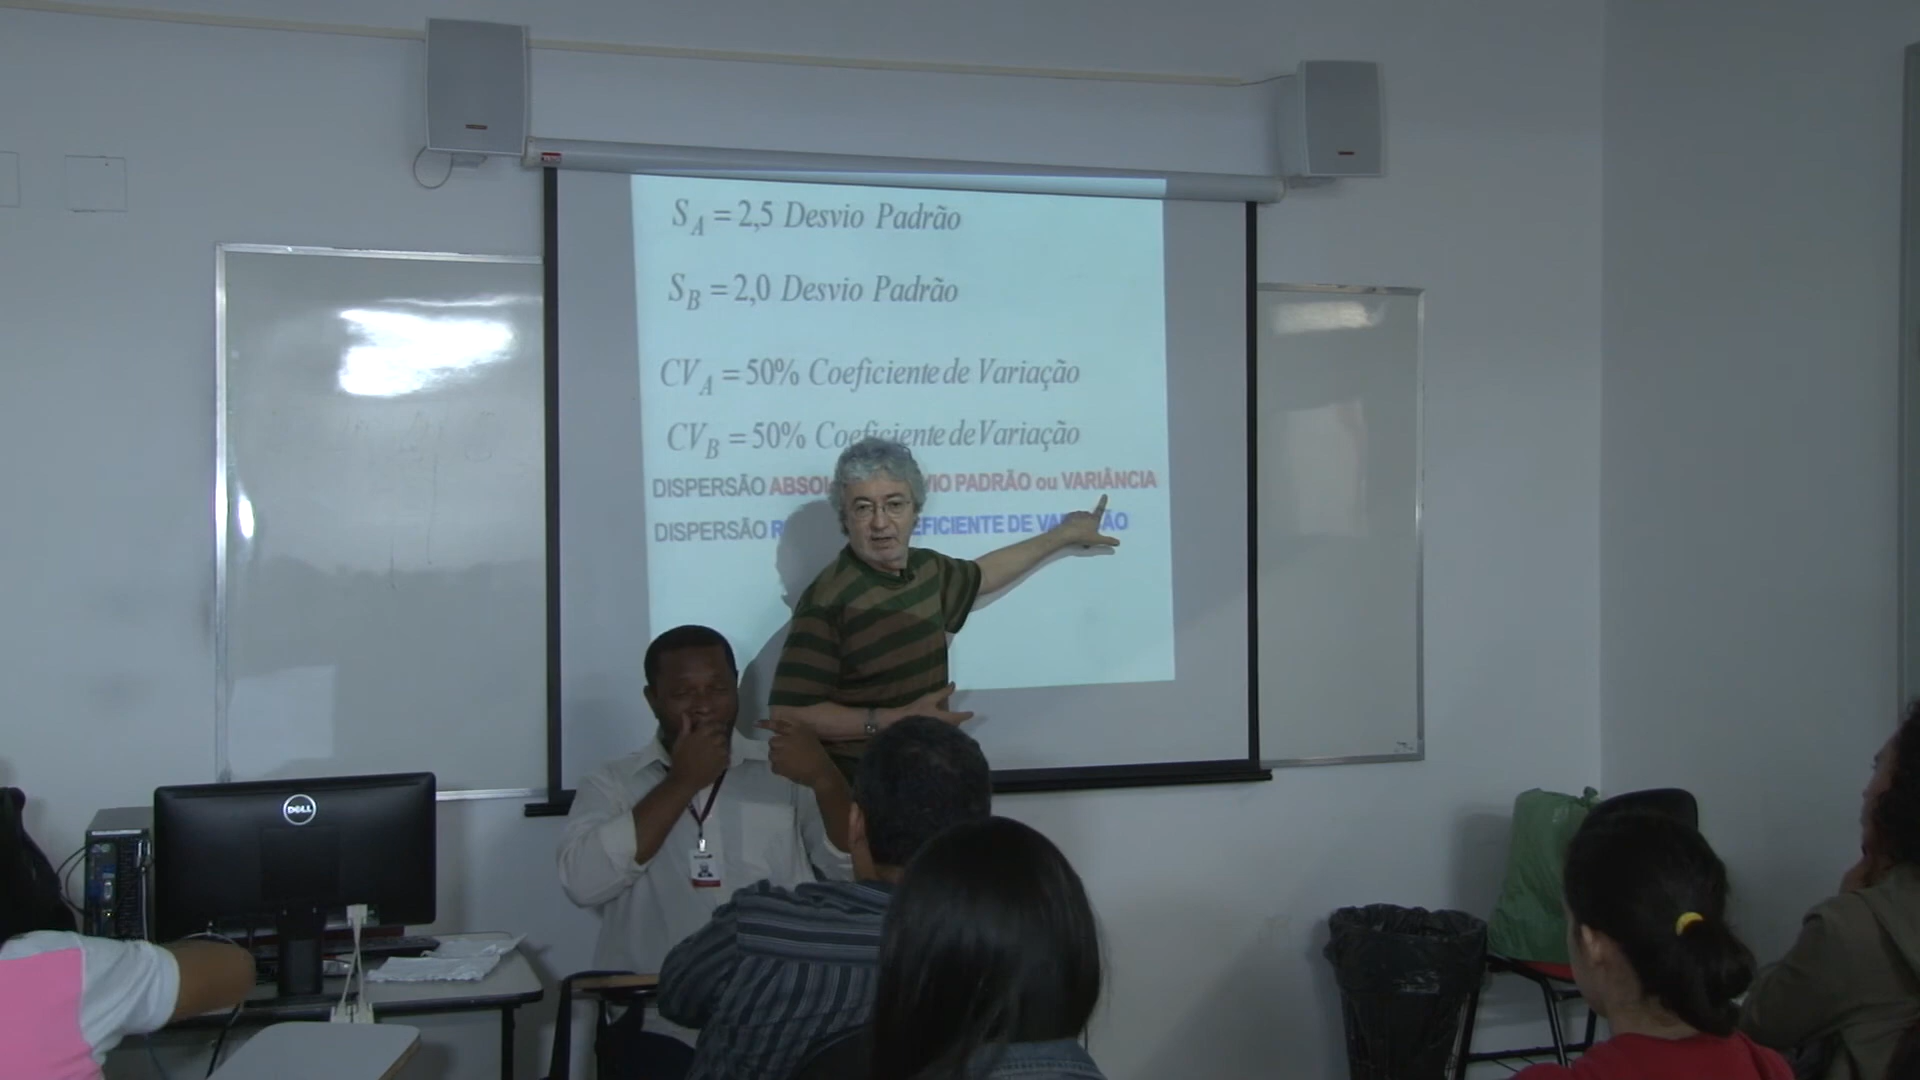 S_A = 2,5 Desvio Padrão
S_B = 2,0 Desvio Padrão
CV_A = 50% Coeficiente de Variação
CV_B = 50% Coeficiente de Variação
DISPERSÃO PADRÃO ou VARIÂNCIA
DISPERSÃO DE
DELL